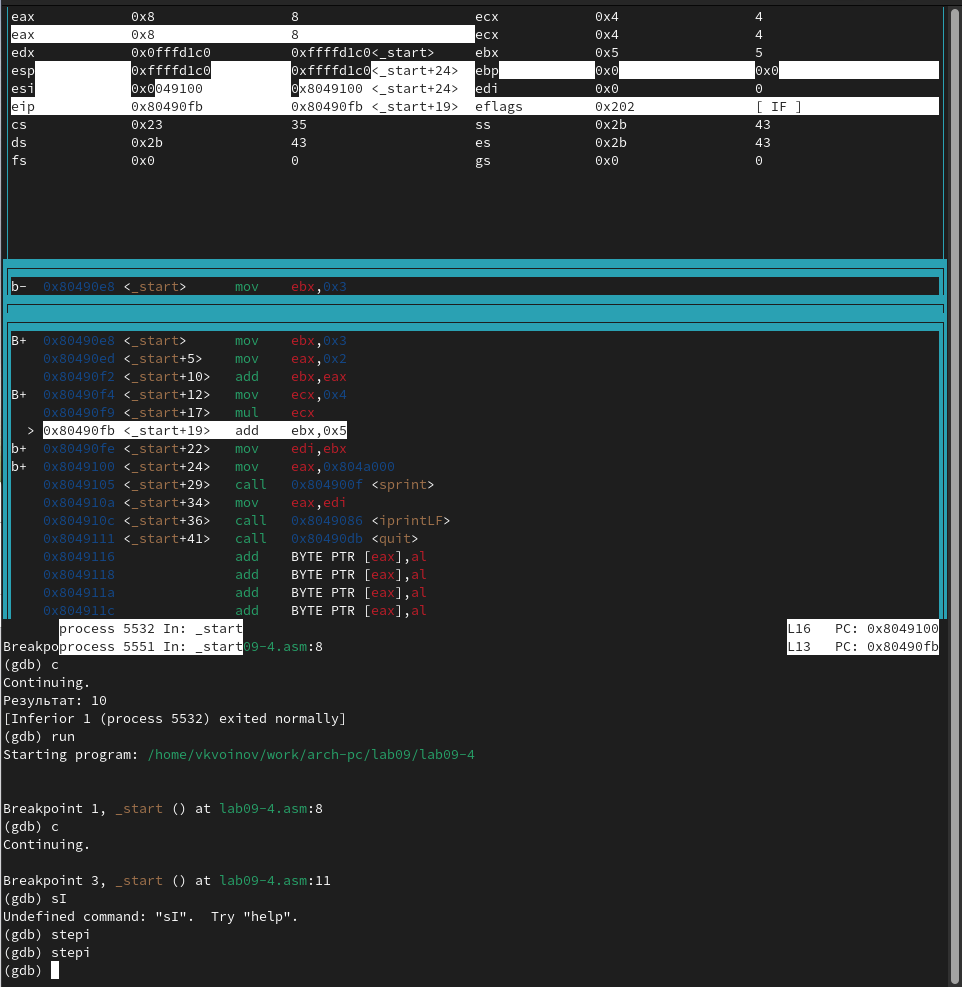 eax 0x8 8 ecx 0x4 4
eax 0x8 8 ecx 0x4 4
edx 0x0fffd1c0 0xffffd1c0<_start> ebx 0x5 5
esp 0xffffd1c0 0xffffd1c0<_start+24> ebp 0x0 0x0
esi 0x0049100 0x8049100 <_start+24> edi 0x0 0
eip 0x80490fb 0x80490fb <_start+19> eflags 0x202 [ IF ]
cs 0x23 35 ss 0x2b 43
ds 0x2b 43 es 0x2b 43
fs 0x0 0 gs 0x0 0
b- 0x80490e8 <_start> mov ebx,0x3
B+ 0x80490e8 <_start> mov ebx,0x3
0x80490ed <_start+5> mov eax,0x2
0x80490f2 <_start+10> add ebx,eax
B+ 0x80490f4 <_start+12> mov ecx,0x4
0x80490f9 <_start+17> mul ecx
> 0x80490fb <_start+19> add ebx,0x5
b+ 0x80490fe <_start+22> mov edi,ebx
b+ 0x8049100 <_start+24> mov eax,0x804a000
0x8049105 <_start+29> call 0x804900f <sprint>
0x804910a <_start+34> mov eax,edi
0x804910c <_start+36> call 0x8049086 <iprintLF>
0x8049111 <_start+41> call 0x80490db <quit>
0x8049116 add BYTE PTR [eax],al
0x8049118 add BYTE PTR [eax],al
0x804911a add BYTE PTR [eax],al
0x804911c add BYTE PTR [eax],al
process 5532 In: _start L16 PC: 0x8049100
Breakpoprocess 5551 In: _start09-4.asm:8 L13 PC: 0x80490fb
(gdb) c
Continuing.
Результат: 10
[Inferior 1 (process 5532) exited normally]
(gdb) run
Starting program: /home/vkvoinov/work/arch-pc/lab09/lab09-4
Breakpoint 1, _start () at lab09-4.asm:8
(gdb) c
Continuing.
Breakpoint 3, _start () at lab09-4.asm:11
(gdb) sI
Undefined command: "sI".  Try "help".
(gdb) stepi
(gdb) stepi
(gdb)